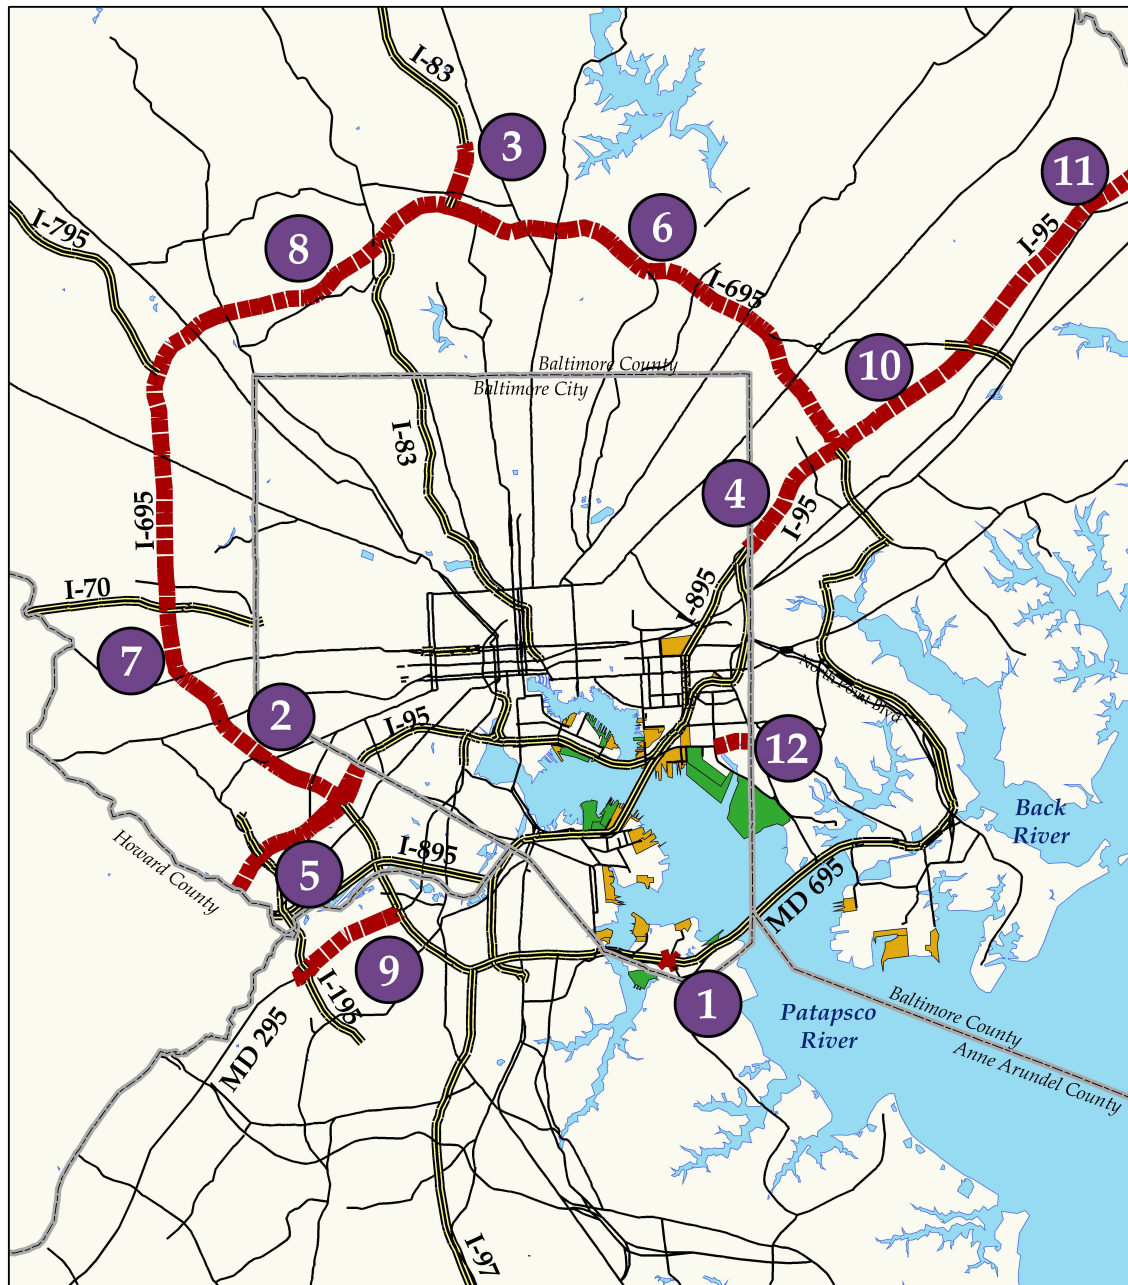 I-83
3
11
I-795
8
6
I-95
I-695
Baltimore County
10
Baltimore City
I-83
4
I-695
I-95
I-70
I-895
7
North Point Blvd
2
I-95
12
Back
River
Howard County
I-895
5
MD 695
9
I-195
1
Patapsco
River
Baltimore County
MD 295
Anne Arundel County
I-97